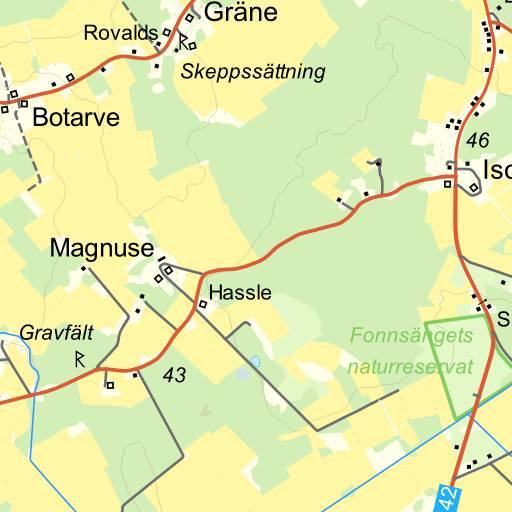 Gräne
Rovalds
Skeppssättning
Botarve
46
Magnuse
Hassle
Gravfält
Fonnsängets
naturreservat
43
42